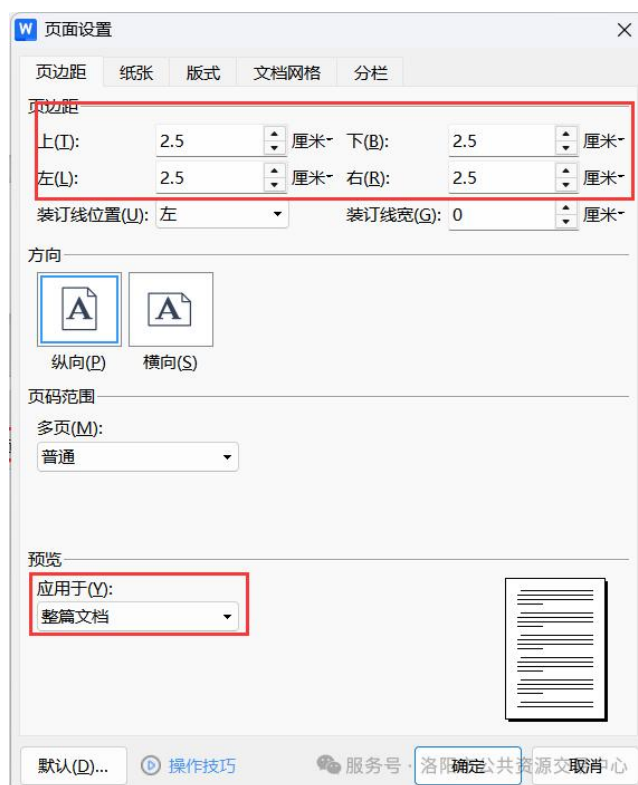 W 页面设置
页边距 纸张 版式 文档网格 分栏
页边距
上(T): 2.5 厘米 下(B): 2.5 厘米
左(L): 2.5 厘米 右(R): 2.5 厘米
装订线位置(U): 左 装订线宽(G): 0 厘米
方向
A A
纵向(P) 横向(S)
页码范围
多页(M):
普通
预览
应用于(Y):
整篇文档
默认(D)... 操作技巧 确定 取消
服务号 · 洛阳 公共资源交 中心